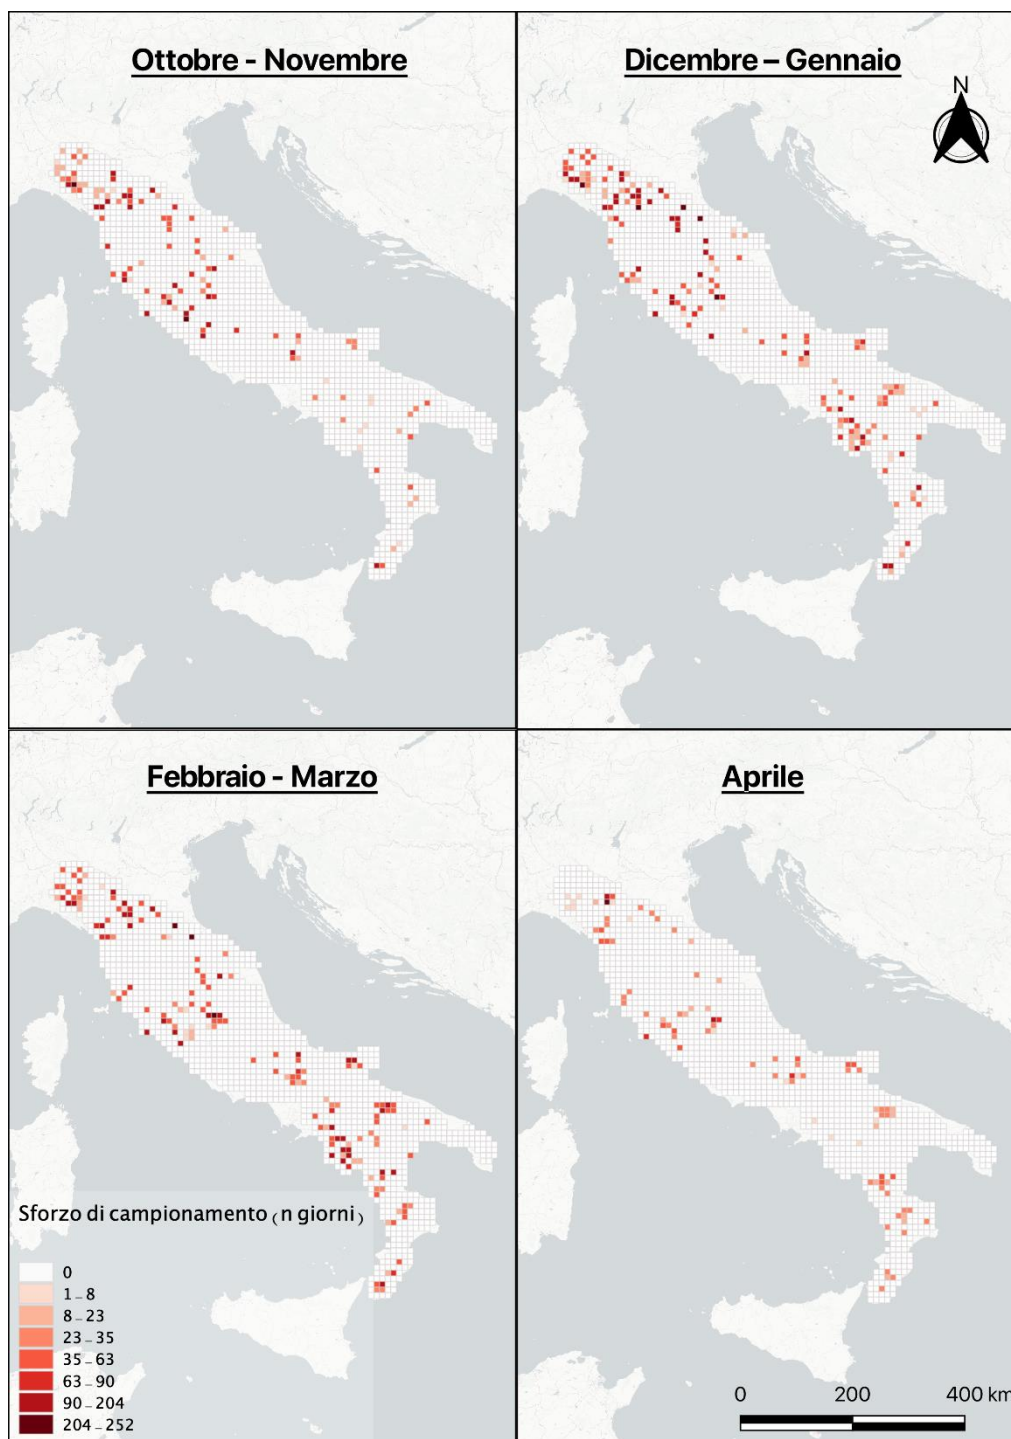 Ottobre - Novembre
Dicembre – Gennaio
N
Febbraio - Marzo
Aprile
Sforzo di campionamento (n giorni)
0
1 – 8
8 – 23
23 – 35
35 – 63
63 – 90
90 – 204
204 – 252
0 200 400 km